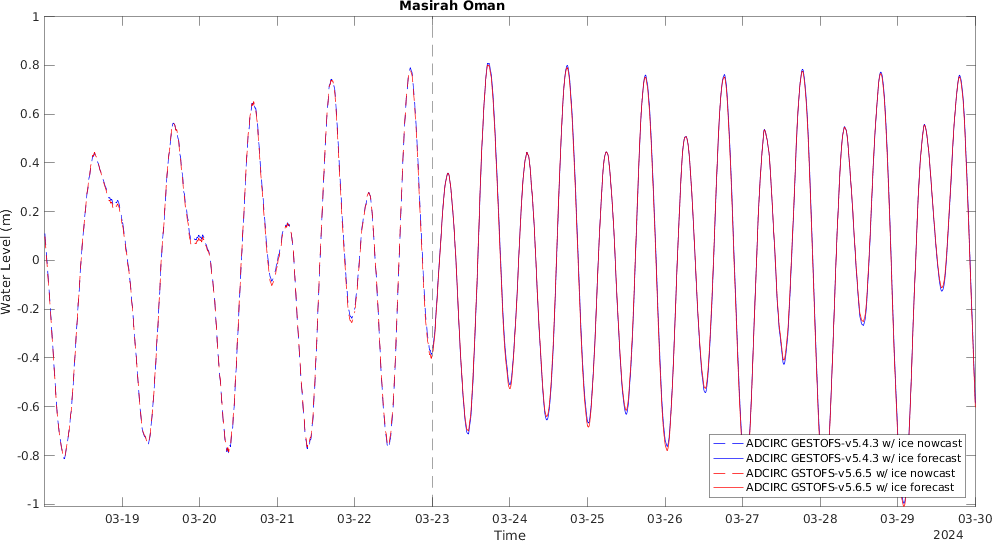 Masirah Oman
1
0.8
0.6
0.4
0.2
0
-0.2
-0.4
-0.6
-0.8
-1
Water Level (m)
ADCIRC GESTOFS-v5.4.3 w/ ice nowcast
ADCIRC GESTOFS-v5.4.3 w/ ice forecast
ADCIRC GSTOFS-v5.6.5 w/ ice nowcast
ADCIRC GSTOFS-v5.6.5 w/ ice forecast
03-19 03-20 03-21 03-22 03-23 03-24 03-25 03-26 03-27 03-28 03-29 03-30
Time
2024